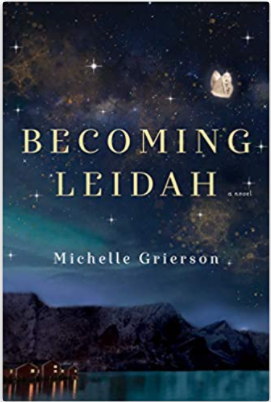 BECOMING
LEIDAH
a novel
Michelle Grierson